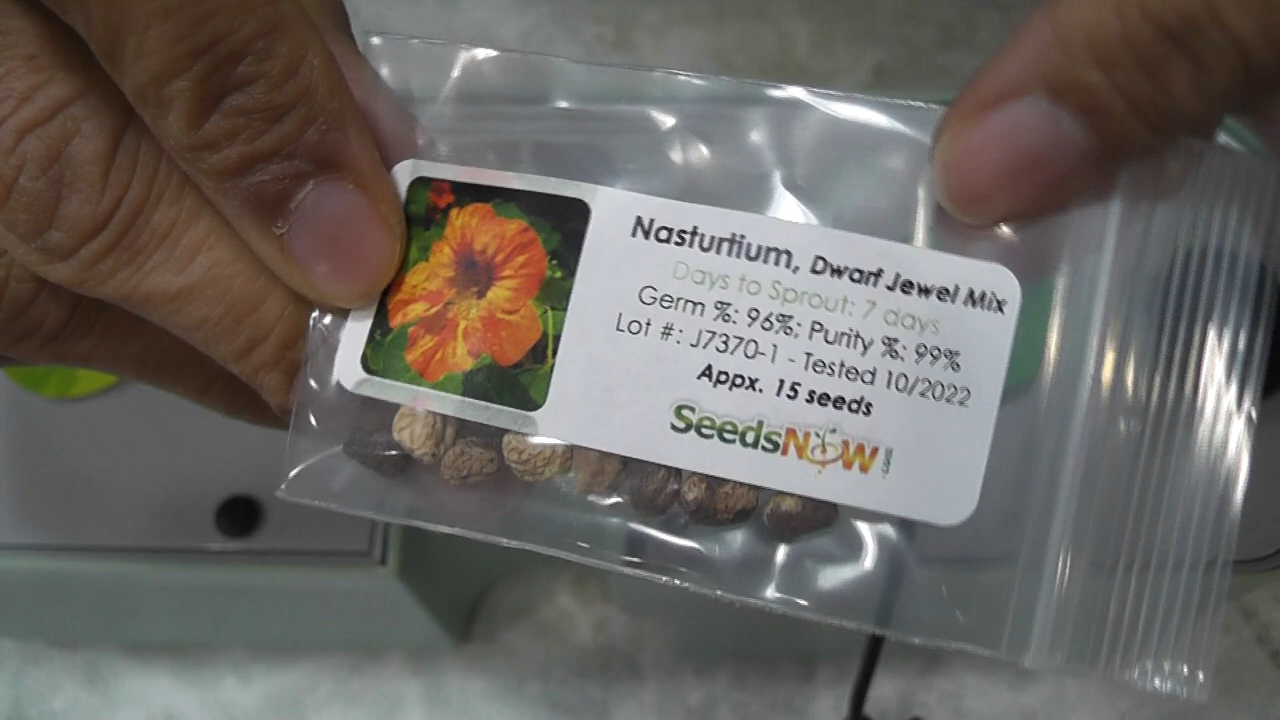 Nasturtium, Dwarf Jewel Mix
Days to Sprout: 7 days
Germ %: 96%; Purity %: 99%
Lot #: J7370-1 - Tested 10/2022
Appx. 15 seeds
SeedsNOW